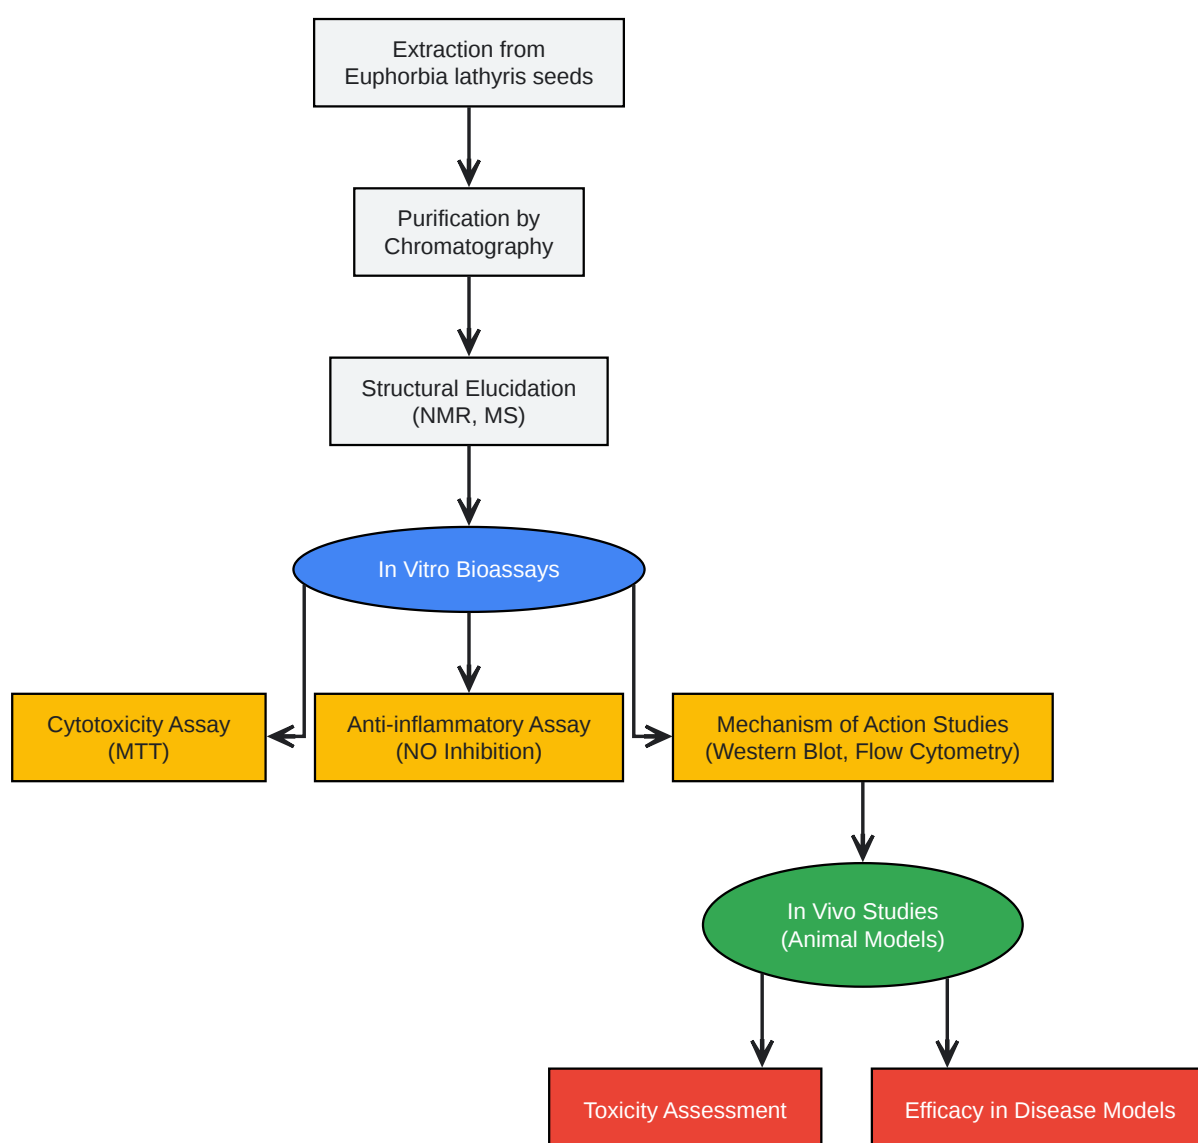 Extraction from
Euphorbia lathyris seeds
Purification by
Chromatography
Structural Elucidation
(NMR, MS)
In Vitro Bioassays
Cytotoxicity Assay
(MTT)
Anti-inflammatory Assay
(NO Inhibition)
Mechanism of Action Studies
(Western Blot, Flow Cytometry)
In Vivo Studies
(Animal Models)
Toxicity Assessment
Efficacy in Disease Models